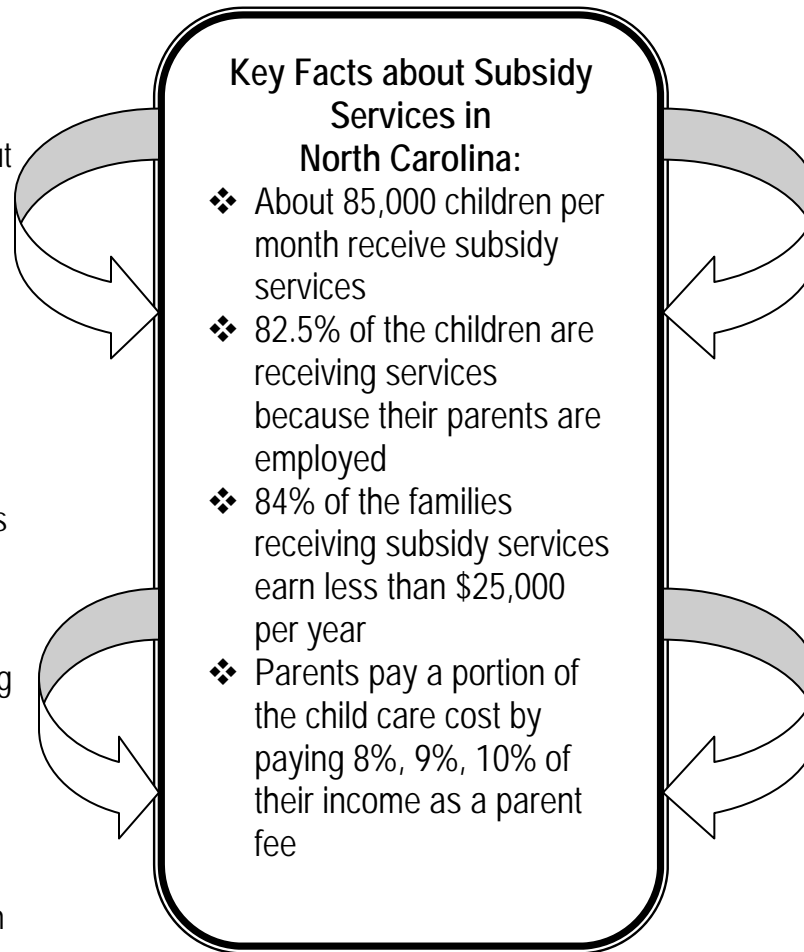 Key Facts about Subsidy
Services in
North Carolina:
❖ About 85,000 children per
month receive subsidy
services
❖ 82.5% of the children are
receiving services
because their parents are
employed
❖ 84% of the families
receiving subsidy services
earn less than $25,000
per year
❖ Parents pay a portion of
the child care cost by
paying 8%, 9%, 10% of
their income as a parent
fee